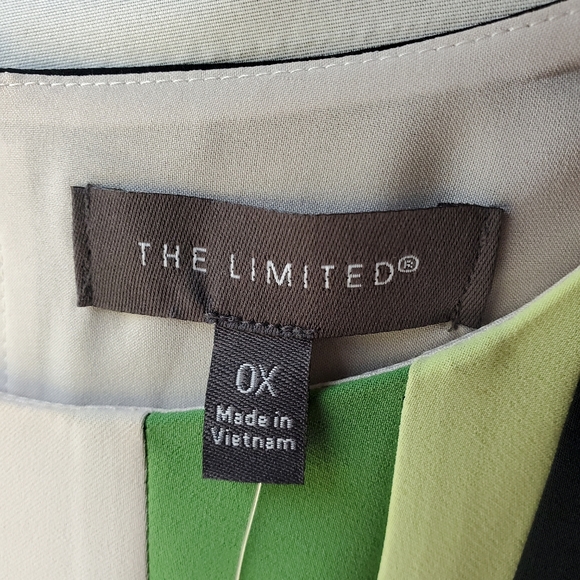 THE LIMITED®
0X
Made in
Vietnam